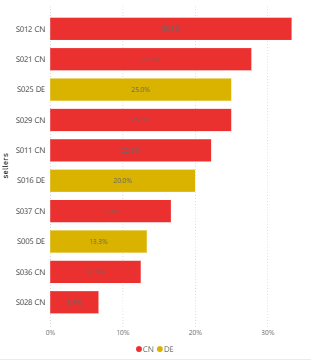 S012 CN
S021 CN
S025 DE
25.0%
S029 CN
S011 CN
S016 DE
20.0%
S037 CN
S005 DE
13.3%
S036 CN
S028 CN
sellers
0% 10% 20% 30%
CN DE